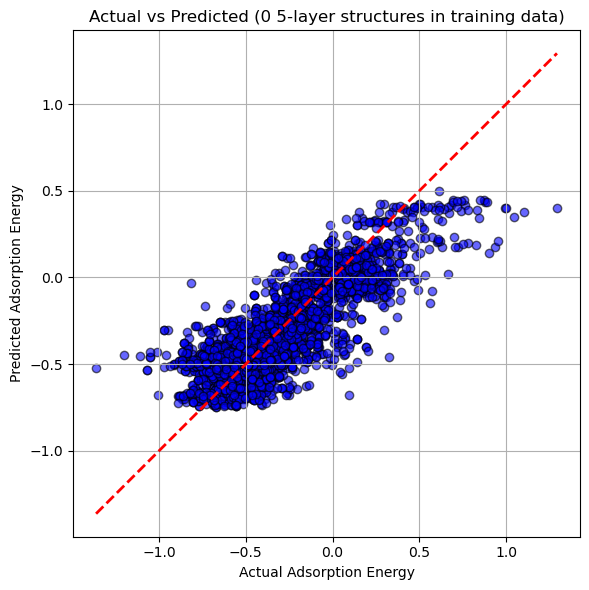 Actual vs Predicted (0 5-layer structures in training data)
Predicted Adsorption Energy
1.0
0.5
0.0
−0.5
−1.0
−1.0 −0.5 0.0 0.5 1.0
Actual Adsorption Energy